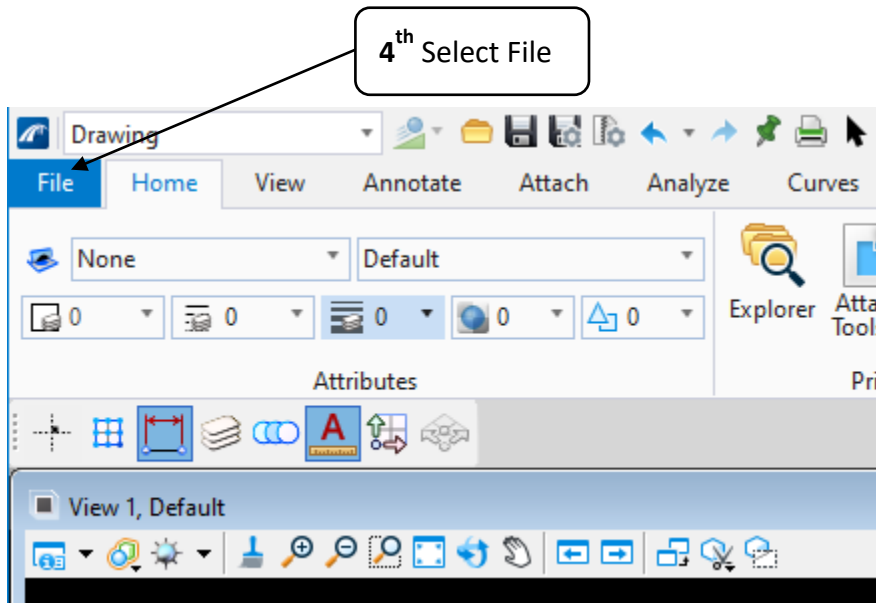 4th Select File
Drawing
File Home View Annotate Attach Analyze Curves
None Default
0 0 0 0 0
Explorer
Attributes
View 1, Default
A